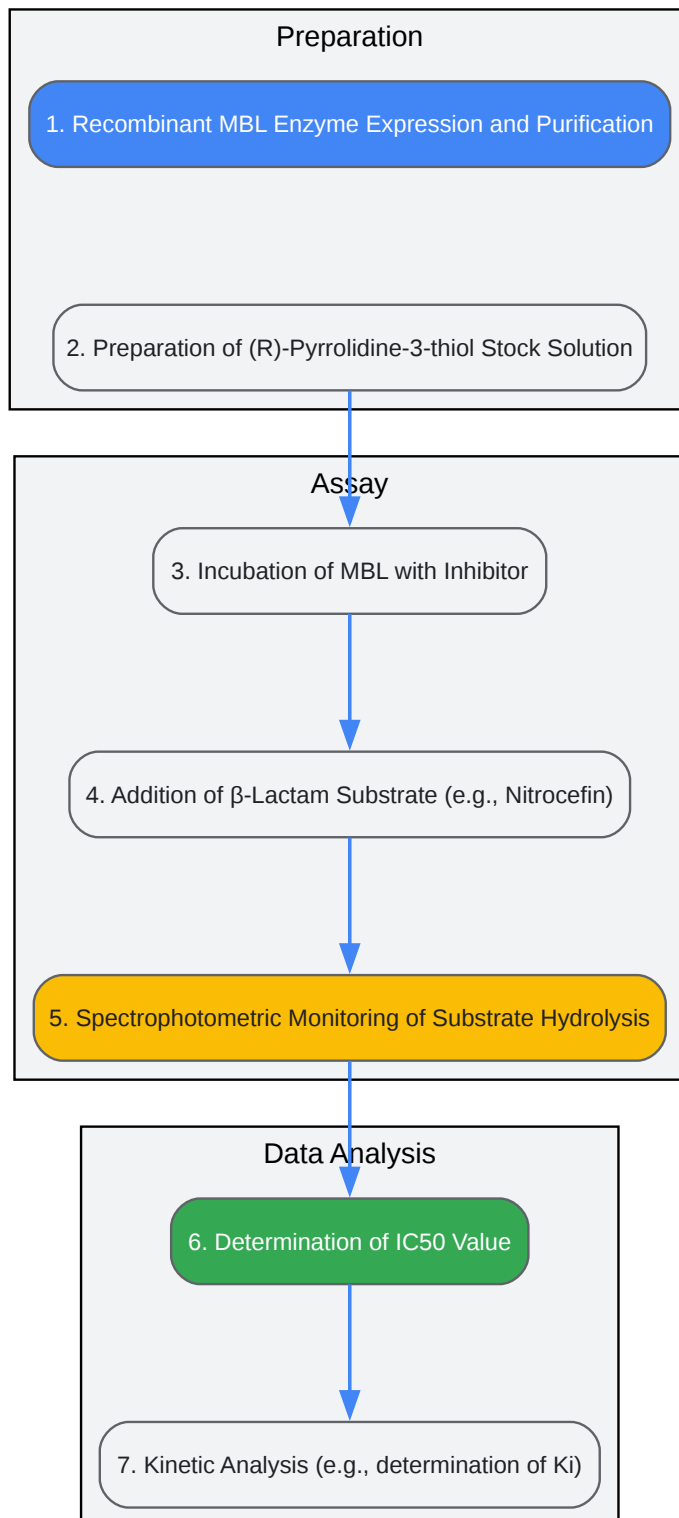 Preparation
1. Recombinant MBL Enzyme Expression and Purification
2. Preparation of (R)-Pyrrolidine-3-thiol Stock Solution
Assay
3. Incubation of MBL with Inhibitor
4. Addition of β-Lactam Substrate (e.g., Nitrocefin)
5. Spectrophotometric Monitoring of Substrate Hydrolysis
Data Analysis
6. Determination of IC50 Value
7. Kinetic Analysis (e.g., determination of Ki)